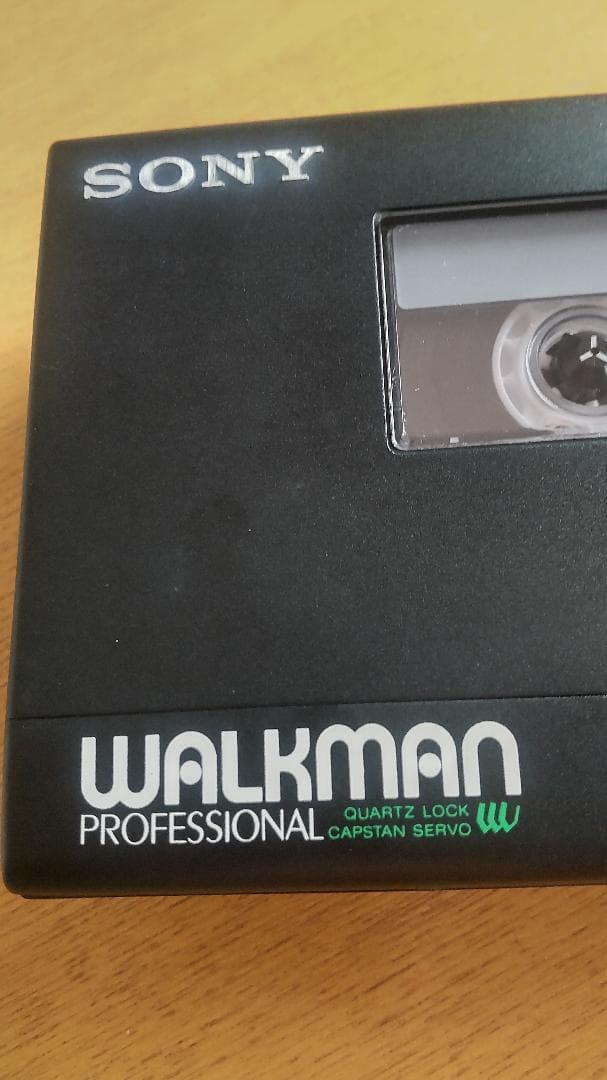 SONY
WALKMAN
PROFESSIONAL QUARTZ LOCK
CAPSTAN SERVO